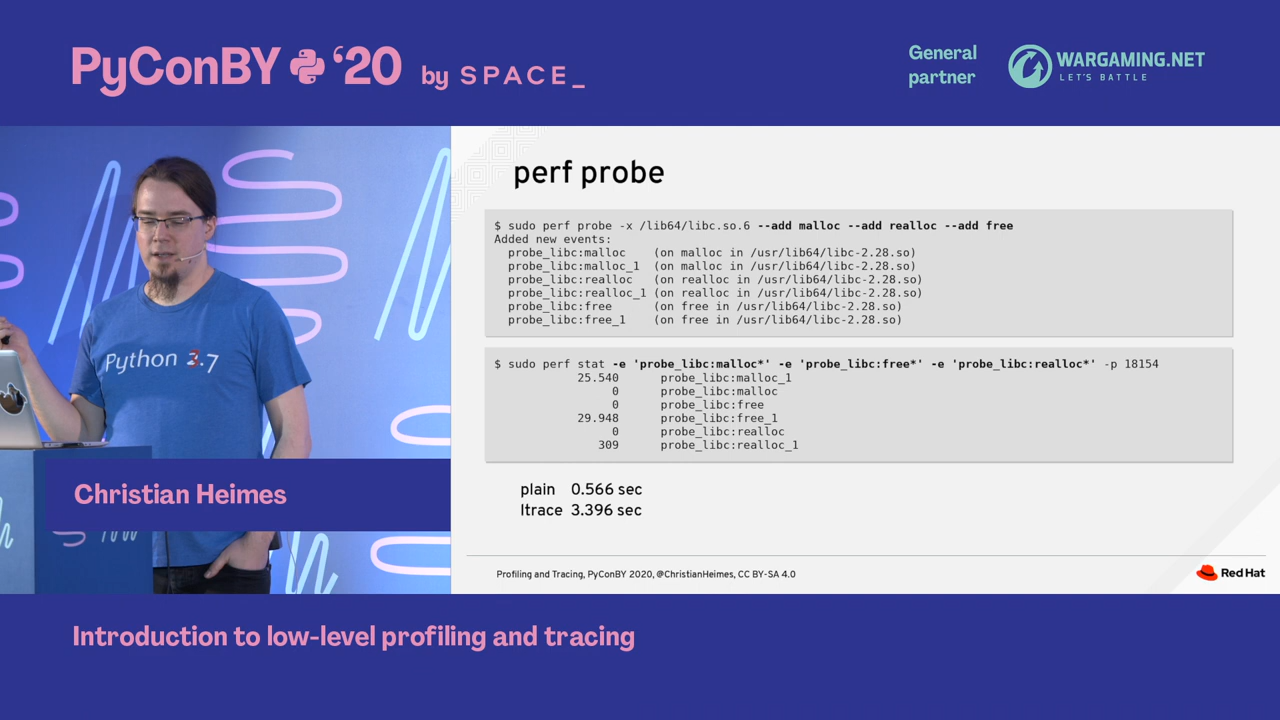 PyConBY '20 by SPACE_
General
partner
WARGAMING.NET
LET'S BATTLE
perf probe
$ sudo perf probe -x /lib64/libc.so.6 --add malloc --add realloc --add free
Added new events:
probe_libc:malloc (on malloc in /usr/lib64/libc-2.28.so)
probe_libc:malloc_1 (on malloc in /usr/lib64/libc-2.28.so)
probe_libc:realloc (on realloc in /usr/lib64/libc-2.28.so)
probe_libc:realloc_1 (on realloc in /usr/lib64/libc-2.28.so)
probe_libc:free (on free in /usr/lib64/libc-2.28.so)
probe_libc:free_1 (on free in /usr/lib64/libc-2.28.so)
$ sudo perf stat -e 'probe_libc:malloc*' -e 'probe_libc:free*' -e 'probe_libc:realloc*' -p 18154
25.540 probe_libc:malloc_1
0 probe_libc:malloc
0 probe_libc:free
29.948 probe_libc:free_1
0 probe_libc:realloc
309 probe_libc:realloc_1
plain 0.566 sec
ltrace 3.396 sec
Profiling and Tracing, PyConBY 2020, @ChristianHeimes, CC BY-SA 4.0
Red Hat
Python 2.7
Christian Heimes
Introduction to low-level profiling and tracing